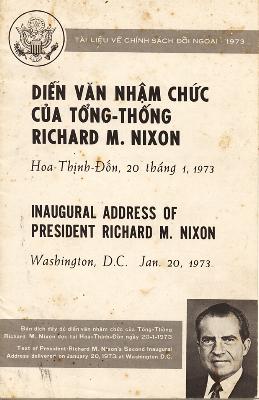 TÀI LIỆU VỀ CHÍNH SÁCH ĐỐI NGOẠI - 1973
DIỄN VĂN NHẬM CHỨC
CỦA TỔNG-THỐNG
RICHARD M. NIXON
Hoa-Thịnh-Đốn, 20 tháng 1, 1973
INAUGURAL ADDRESS OF
PRESIDENT RICHARD M. NIXON
Washington, D.C. Jan. 20, 1973
Bản dịch đầy đủ diễn văn nhậm chức của Tổng-Thống
Richard M. Nixon đọc tại Hoa-Thịnh-Đốn ngày 20-1-1973
Text of President Richard M. Nixon's Second Inaugural
Address delivered on January 20, 1973 at Washington D.C.